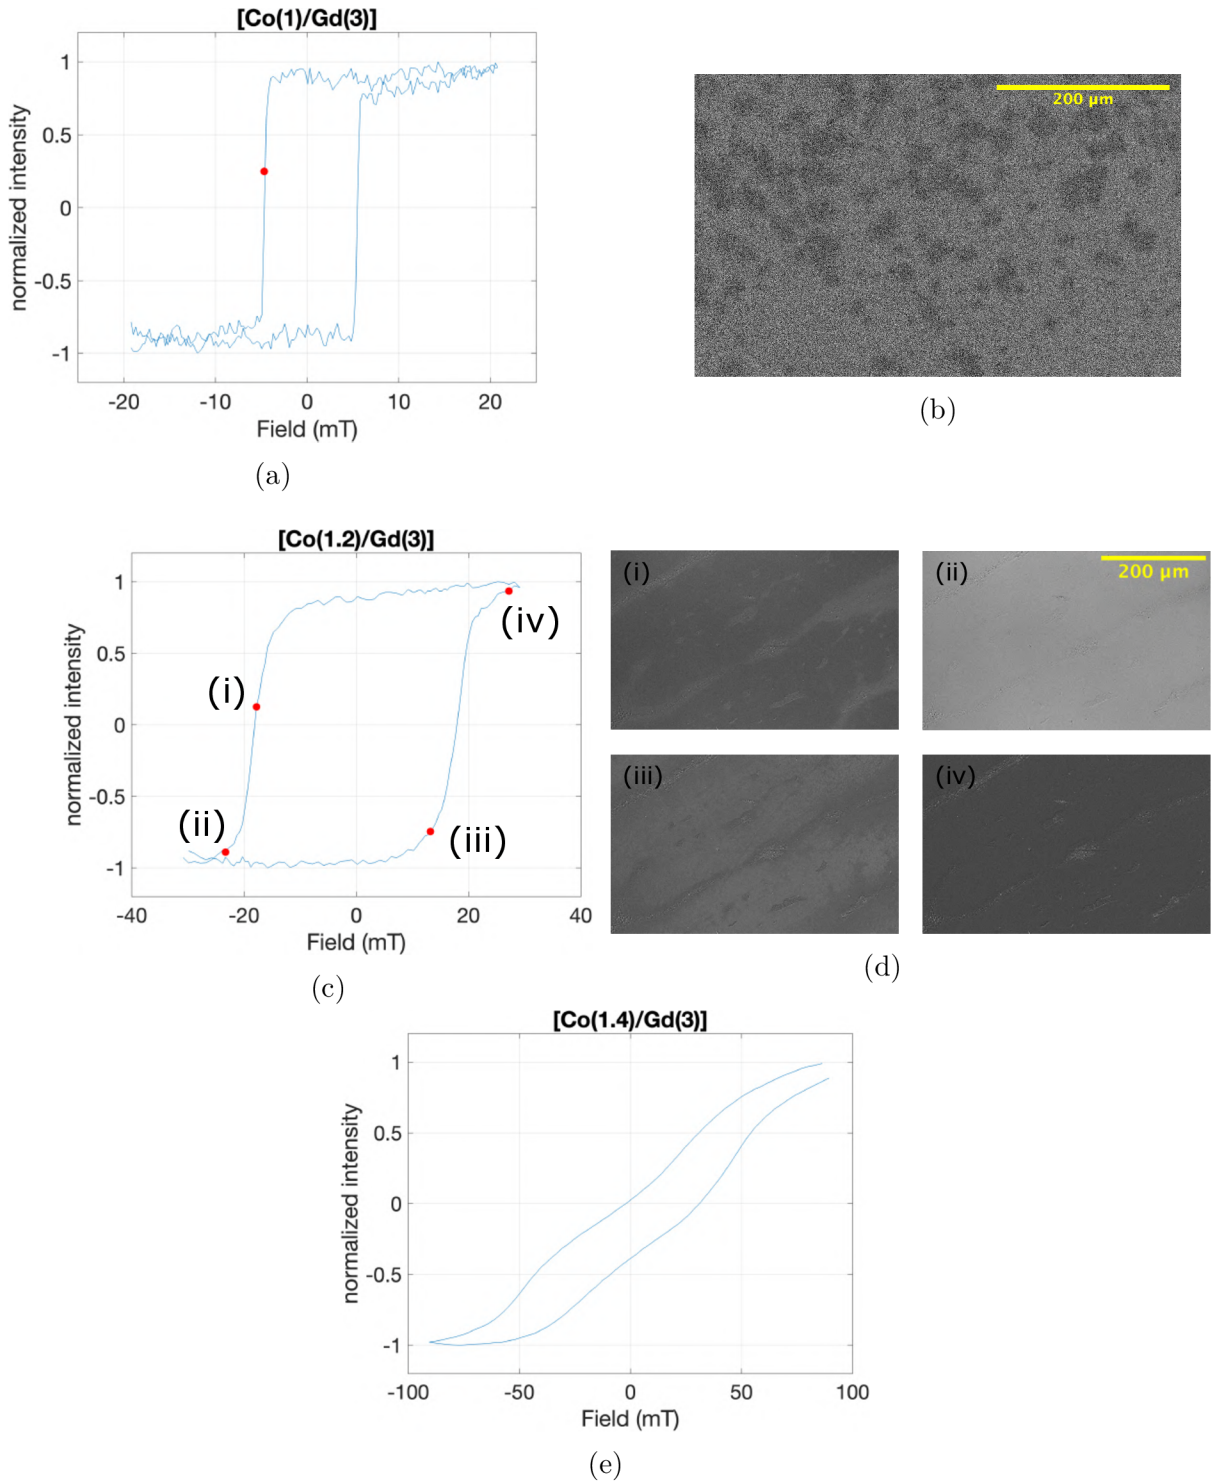 [Co(1)/Gd(3)]
normalized intensity
1
0.5
0
-0.5
-1
-20
-10
0
10
20
Field (mT)
(a)
200 µm
(b)
[Co(1.2)/Gd(3)]
normalized intensity
1
0.5
0
-0.5
-1
(i)
(ii)
(iii)
(iv)
-40
-20
0
20
40
Field (mT)
(c)
(i)
(ii)
200 µm
(iii)
(iv)
(d)
[Co(1.4)/Gd(3)]
normalized intensity
1
0.5
0
-0.5
-1
-100
-50
0
50
100
Field (mT)
(e)